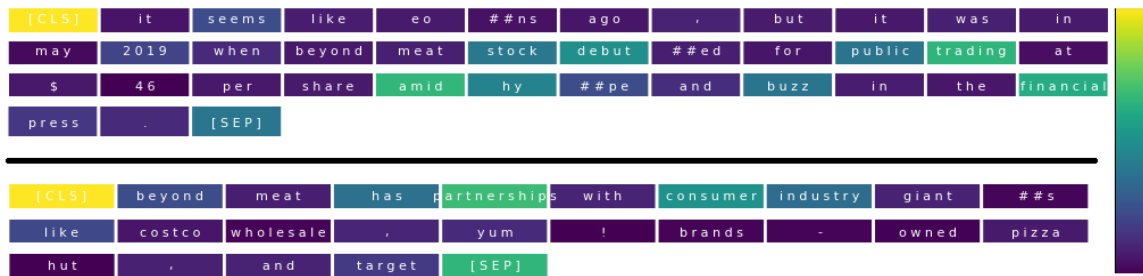 [CLS] it seems like eo ##ns ago , but it was in
may 2019 when beyond meat stock debut ##ed for public trading at
$ 46 per share amid hy ##pe and buzz in the financial
press . [SEP]
[CLS] beyond meat has partnerships with consumer industry giant ##s
like costco wholesale , yum ! brands - owned pizza
hut , and target [SEP]